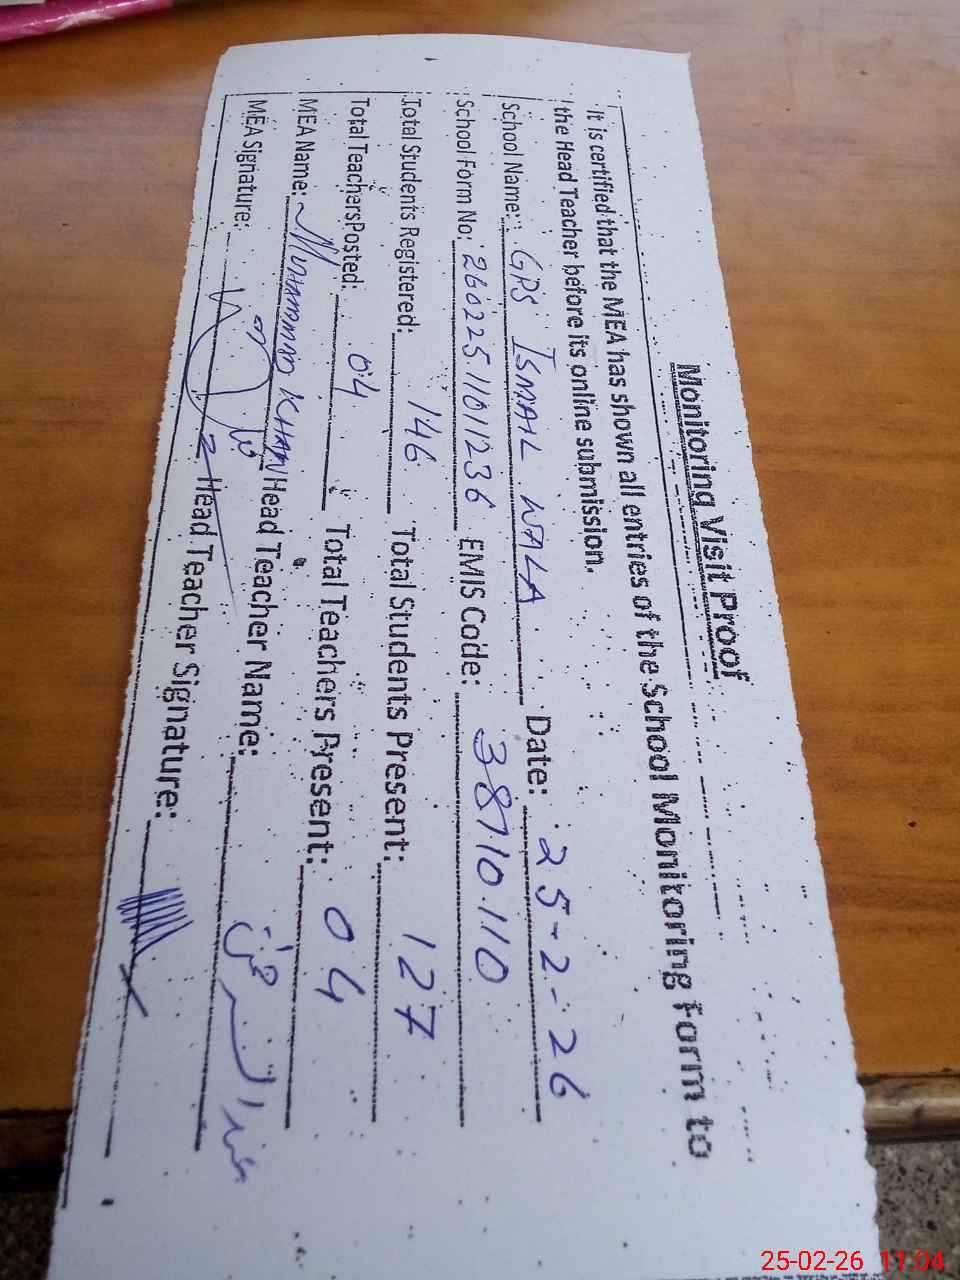 Monitoring Visit Proof
It is certified that the MEA has shown all entries of the School Monitoring Form to
the Head Teacher before its online submission.
School Name: GPS ISMAIL WALA Date: 25-2-26
School Form No: 260225.11011236 EMIS Code: 38710110
Total Students Registered: 146 Total Students Present: 127
Total Teachers Posted: 04 Total Teachers Present: 04
MEA Name: MUHAMMAD KHAN Head Teacher Name:
MEA Signature: Head Teacher Signature:
25-02-26 11:04